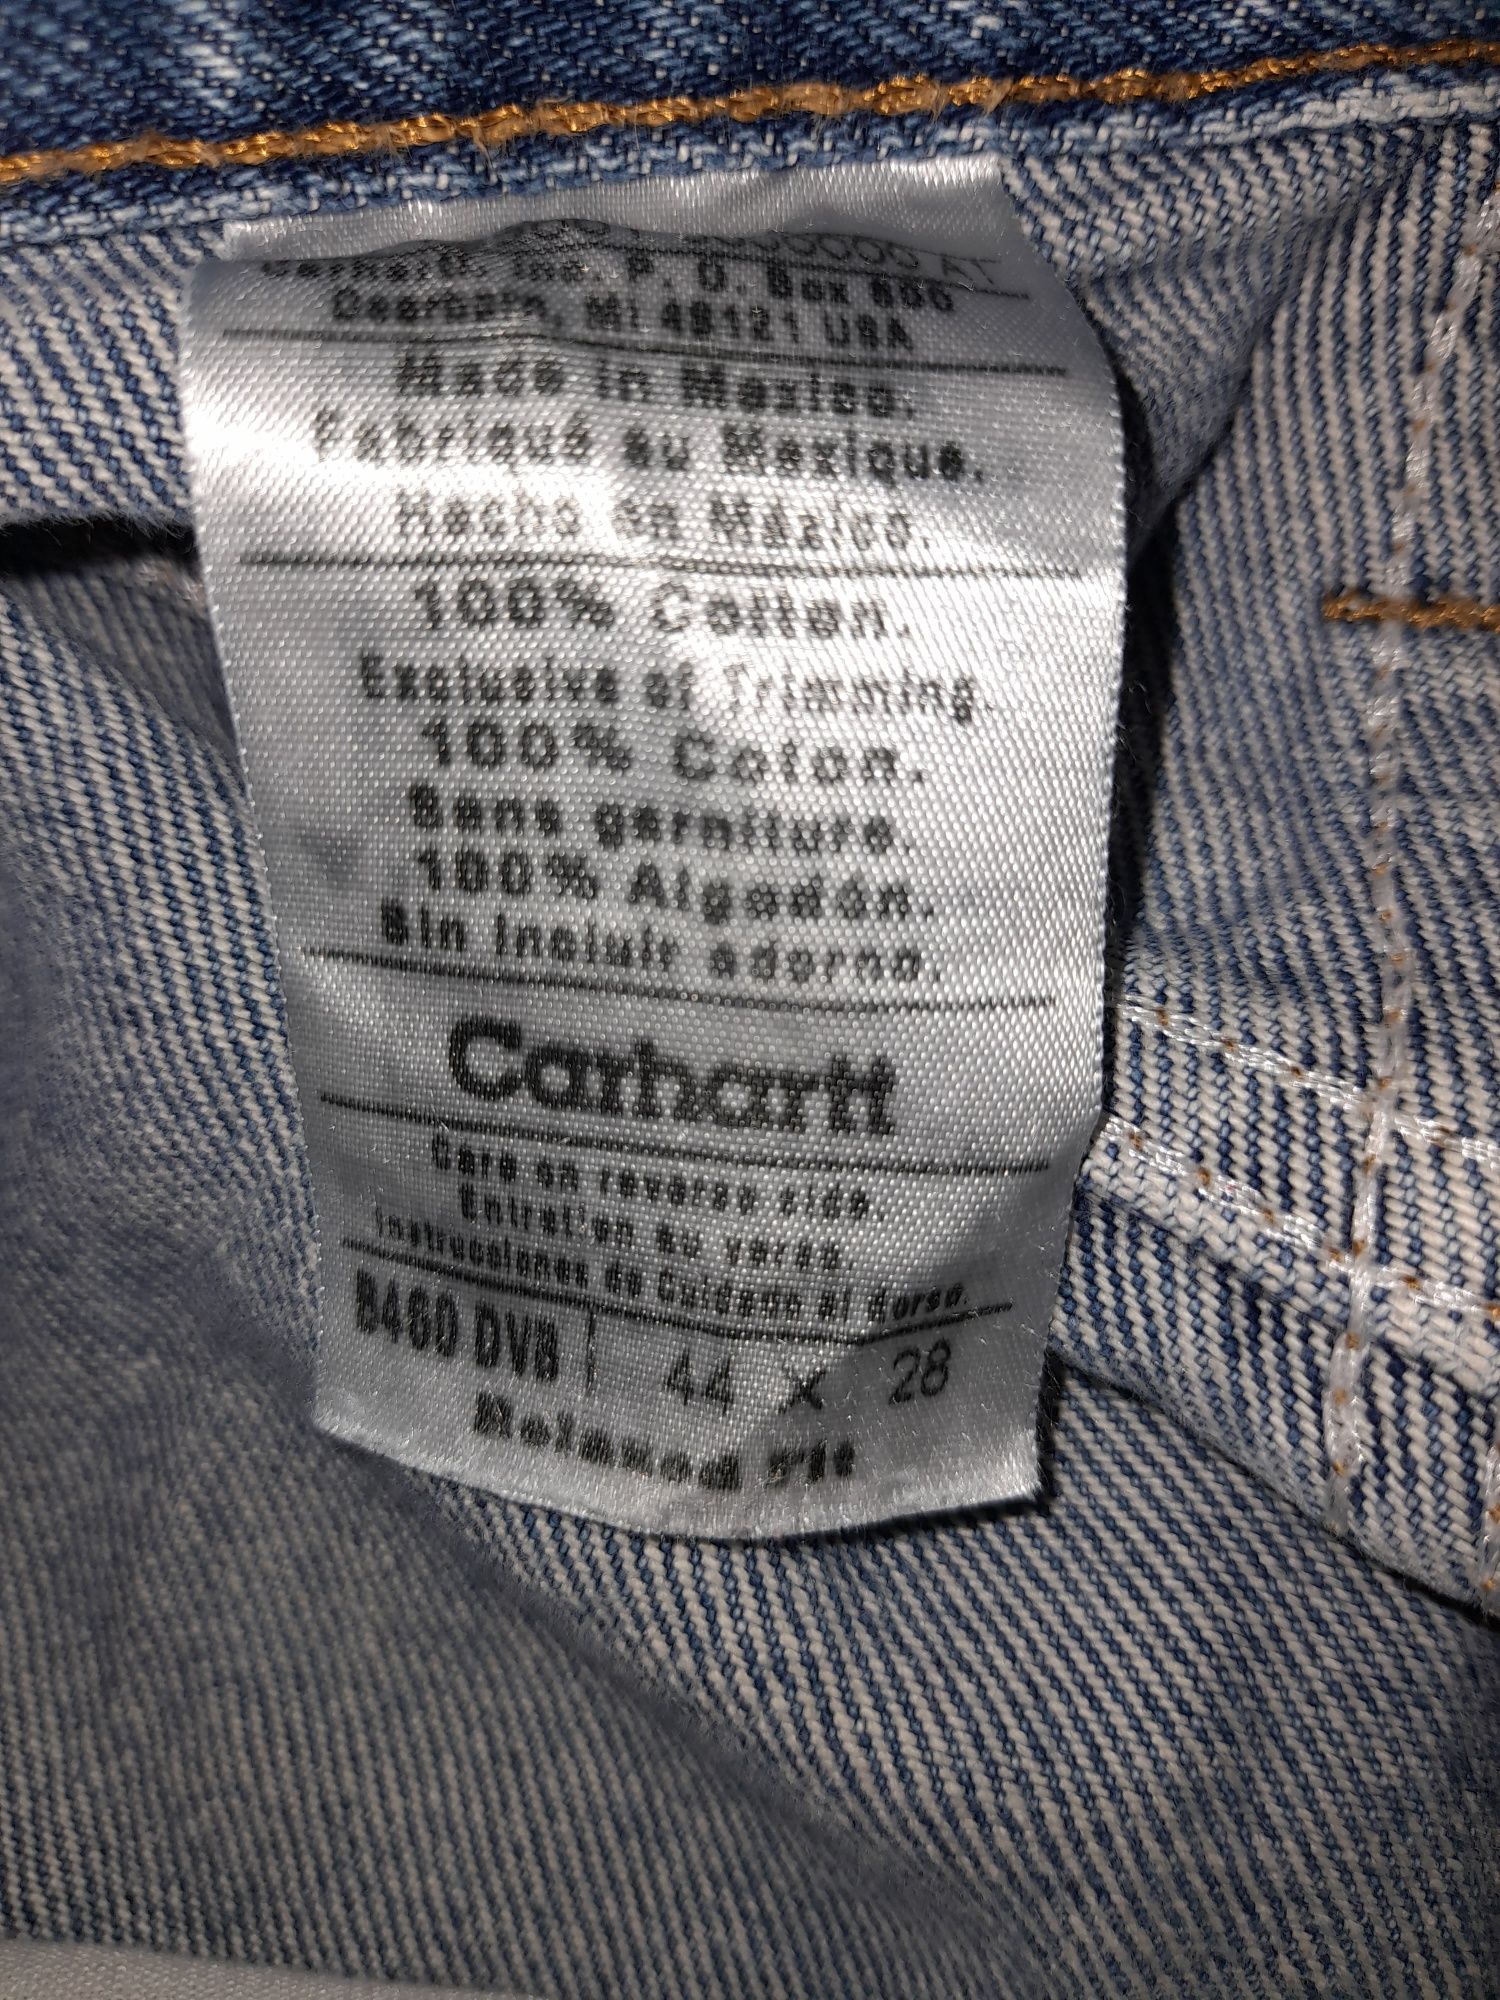 Carhartt, Inc. P. O. Box 600
Dearborn, MI 48121 USA
Made in Mexico.
Fabriqué au Mexique.
Hecho en México.
100% Cotton.
Exclusive of Trimming.
100% Coton.
Sans garniture.
100% Algodón.
Sin incluir adorno.
Carhartt
Care on reverse side.
Entretien au verso.
Instrucciones de Cuidado al dorso.
B460 DVB | 44 x 28
Relaxed Fit